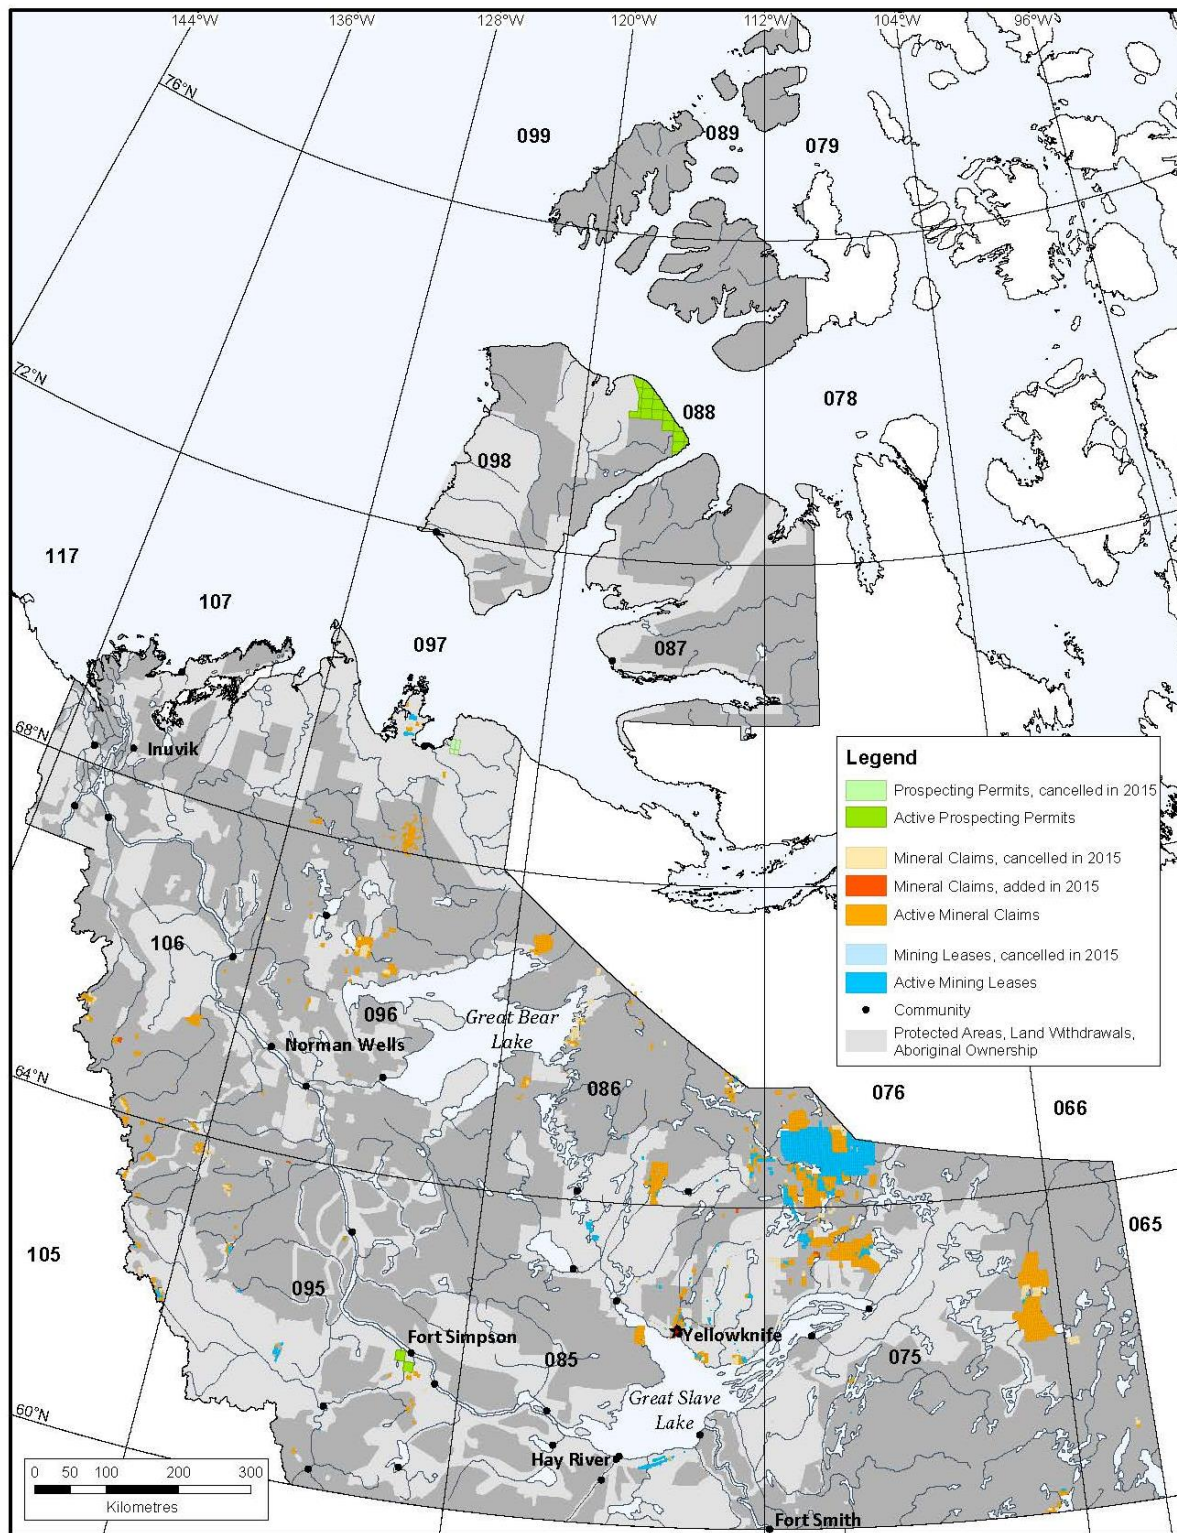 144°W
136°W
128°W
120°W
112°W
104°W
96°W
76°N
099
089
079
72°N
088
078
098
117
107
097
087
68°N
Inuvik
Legend
Prospecting Permits, cancelled in 2015
Active Prospecting Permits
Mineral Claims, cancelled in 2015
Mineral Claims, added in 2015
Active Mineral Claims
Mining Leases, cancelled in 2015
Active Mining Leases
Community
Protected Areas, Land Withdrawals,
Aboriginal Ownership
106
096
Great Bear
Lake
Norman Wells
64°N
086
076
066
065
105
095
Fort Simpson
Yellowknife
085
075
Great Slave
Lake
60°N
Hay River
Fort Smith
0 50 100 200 300
Kilometres